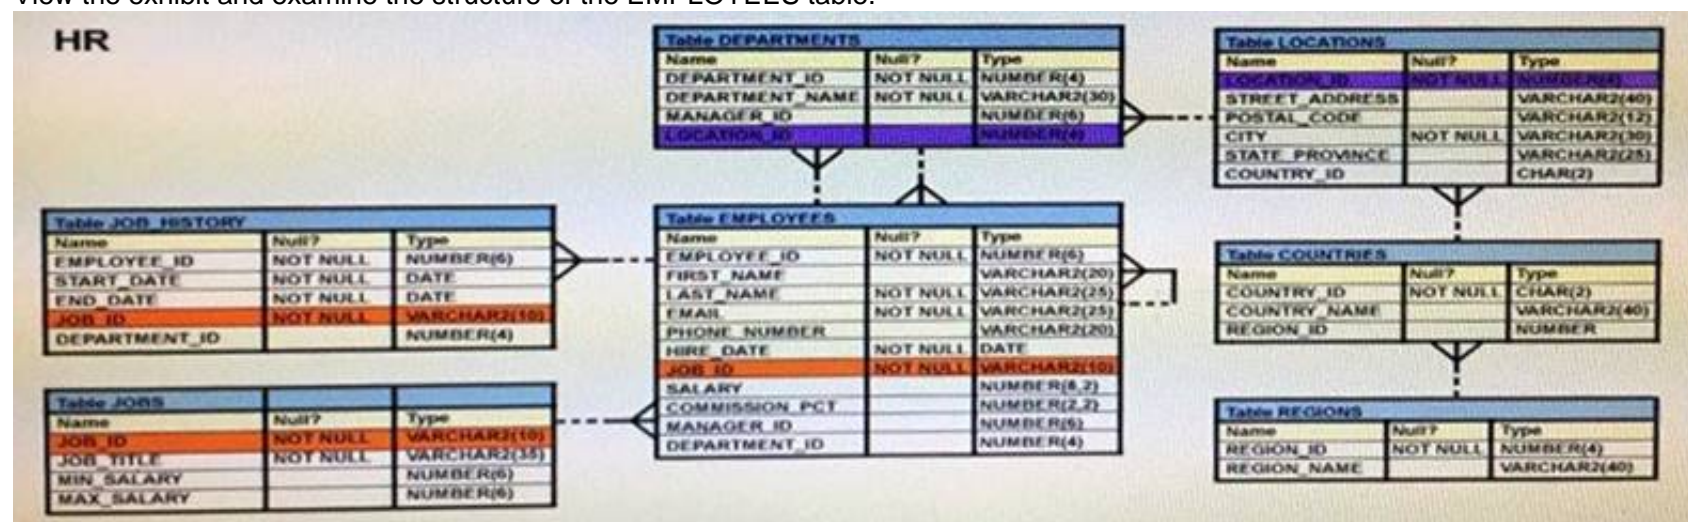 View the exhibit and examine the structure of the EMPLOYEES table.
HR
Table DEPARTMENTS
Name Null? Type
DEPARTMENT_ID NOT NULL NUMBER(4)
DEPARTMENT_NAME NOT NULL VARCHAR2(30)
MANAGER_ID NUMBER(6)
LOCATION_ID NUMBER(4)
Table LOCATIONS
Name Null? Type
LOCATION_ID NOT NULL NUMBER(4)
STREET_ADDRESS VARCHAR2(40)
POSTAL_CODE VARCHAR2(12)
CITY NOT NULL VARCHAR2(30)
STATE_PROVINCE VARCHAR2(25)
COUNTRY_ID CHAR(2)
Table JOB_HISTORY
Name Null? Type
EMPLOYEE_ID NOT NULL NUMBER(6)
START_DATE NOT NULL DATE
END_DATE NOT NULL DATE
JOB_ID NOT NULL VARCHAR2(10)
DEPARTMENT_ID NUMBER(4)
Table EMPLOYEES
Name Null? Type
EMPLOYEE_ID NOT NULL NUMBER(6)
FIRST_NAME VARCHAR2(20)
LAST_NAME NOT NULL VARCHAR2(25)
EMAIL NOT NULL VARCHAR2(25)
PHONE_NUMBER VARCHAR2(20)
HIRE_DATE NOT NULL DATE
JOB_ID NOT NULL VARCHAR2(10)
SALARY NUMBER(8,2)
COMMISSION_PCT NUMBER(2,2)
MANAGER_ID NUMBER(6)
DEPARTMENT_ID NUMBER(4)
Table COUNTRIES
Name Null? Type
COUNTRY_ID NOT NULL CHAR(2)
COUNTRY_NAME VARCHAR2(40)
REGION_ID NUMBER
Table JOBS
Name Null? Type
JOB_ID NOT NULL VARCHAR2(10)
JOB_TITLE NOT NULL VARCHAR2(35)
MIN_SALARY NUMBER(6)
MAX_SALARY NUMBER(6)
Table REGIONS
Name Null? Type
REGION_ID NOT NULL NUMBER(4)
REGION_NAME VARCHAR2(40)